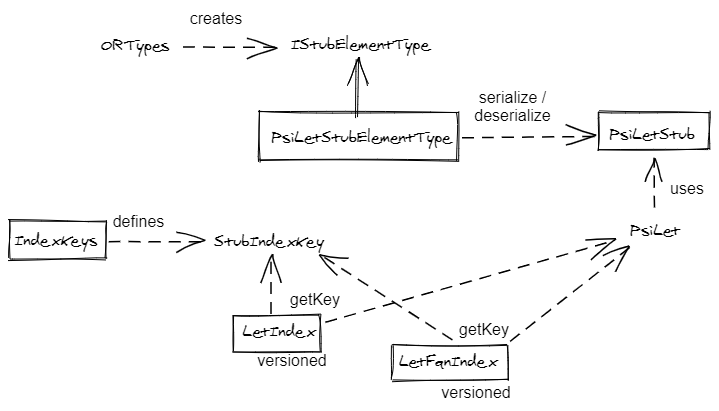 creates
ORTypes
IStubElementType
serialize /
deserialize
PsiLetStubElementType
PsiLetStub
uses
defines
PsiLet
IndexKeys
StubIndexKey
getKey
LetIndex
getKey
versioned
LetFqnIndex
versioned